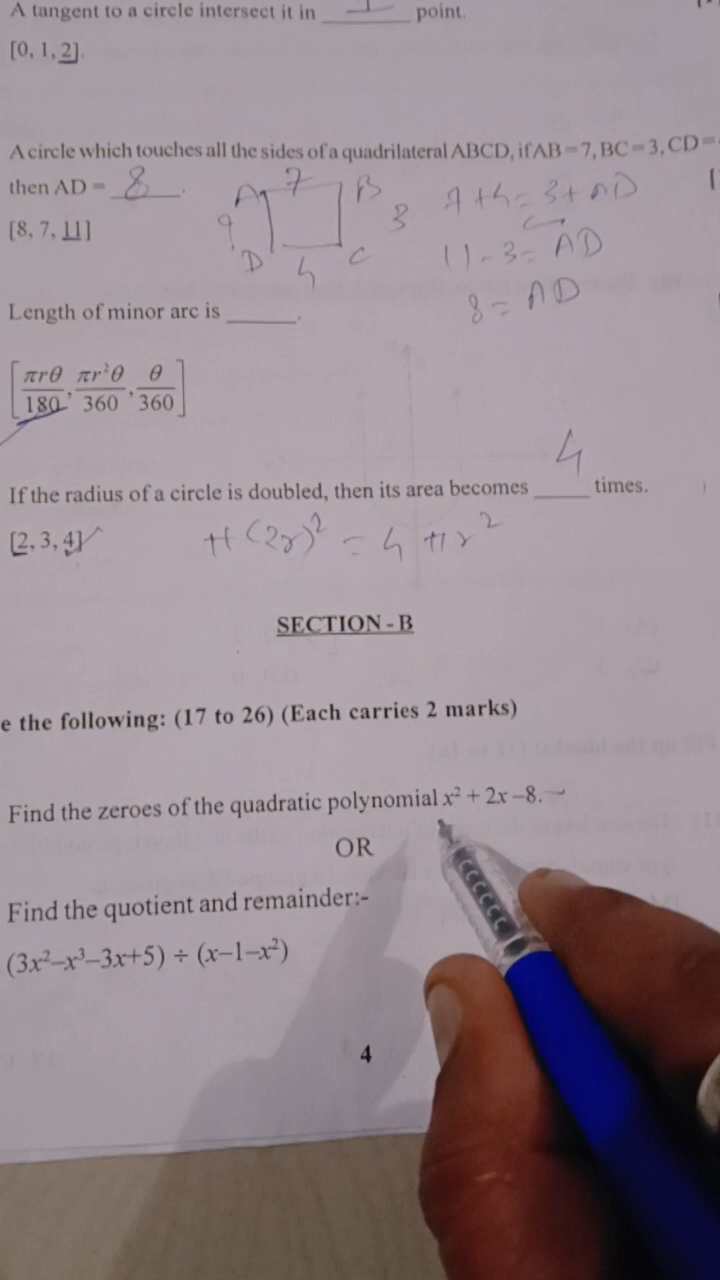 A tangent to a circle intersect it in ______ point.
[0, 1, 2].
A circle which touches all the sides of a quadrilateral ABCD, if AB = 7, BC = 3, CD =
then AD = 8.
[8, 7, 11]
A 7 B
9 3
D 4 C
7+4=3+AD
11-3=AD
8=AD
Length of minor arc is ______.
[πrθ/180, πr²θ/360, θ/360]
If the radius of a circle is doubled, then its area becomes 4 times.
[2, 3, 4]
π(2r)² = 4πr²
SECTION - B
e the following: (17 to 26) (Each carries 2 marks)
Find the zeroes of the quadratic polynomial x² + 2x –8.
OR
Find the quotient and remainder:-
(3x²–x³–3x+5) ÷ (x–1–x²)
4